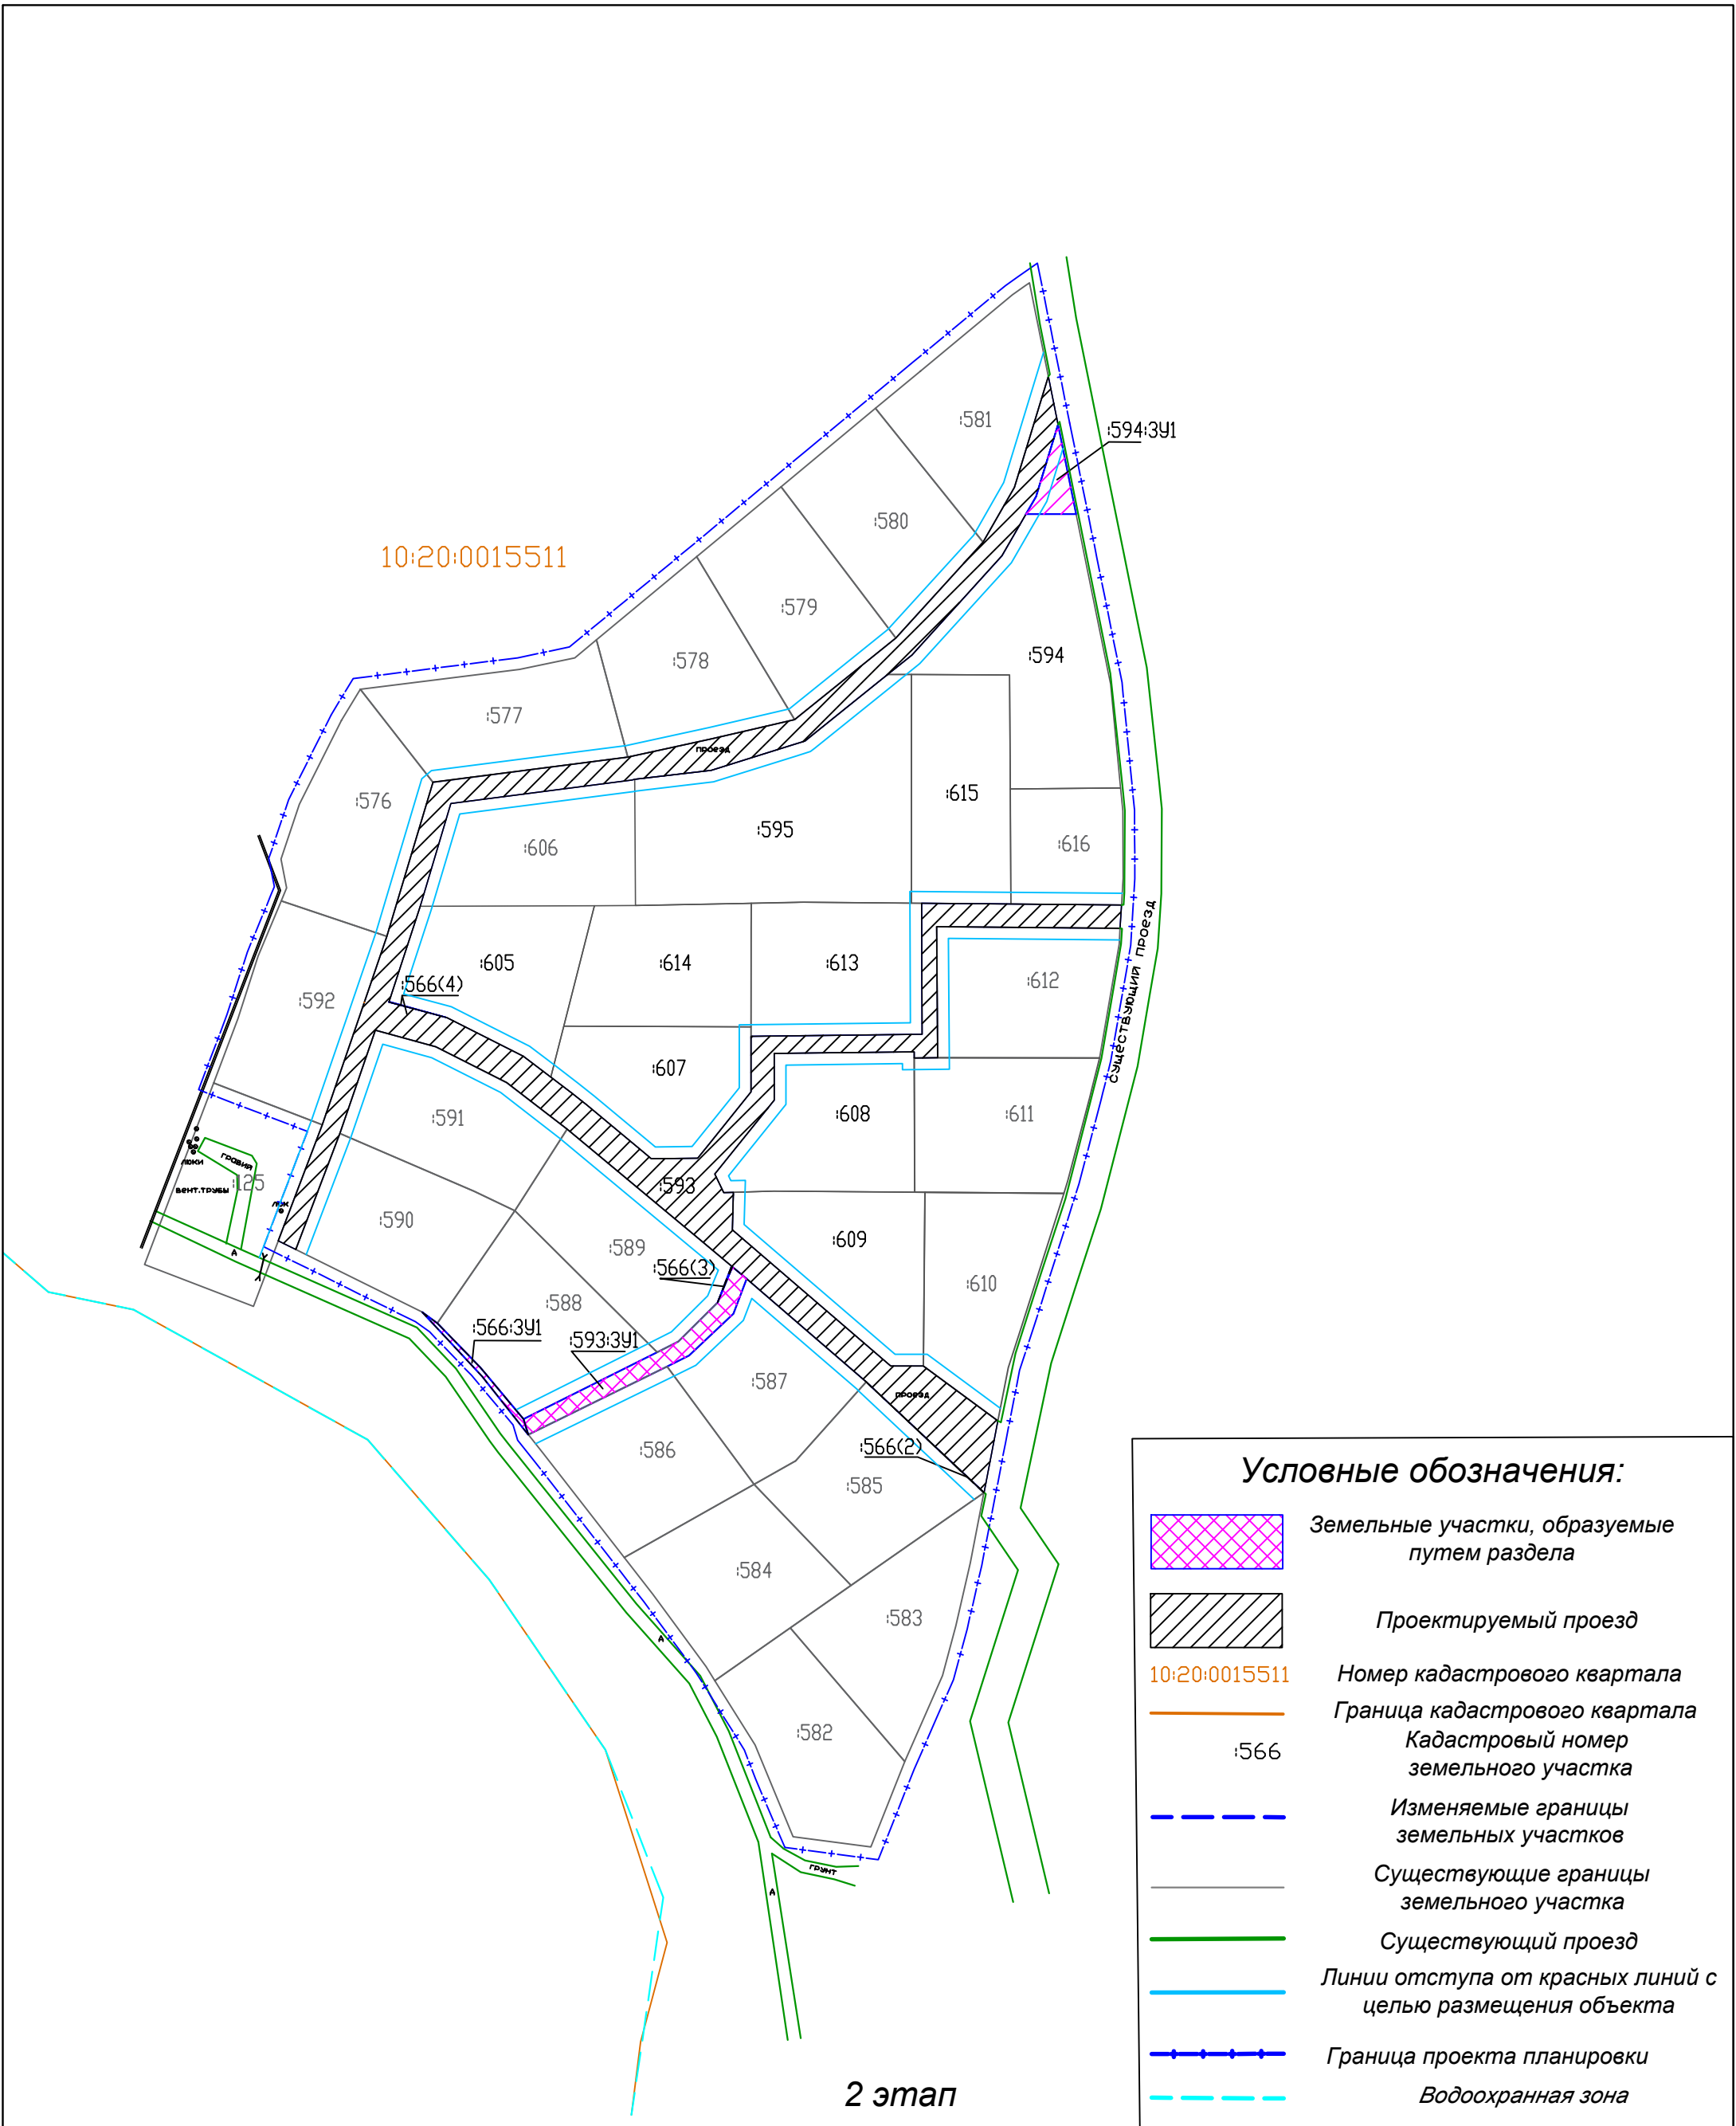 :581
:594:ЗУ1
:580
10:20:0015511
:579
:594
:578
:577
проезд
:576
:615
:595
:616
:606
:605
:614
:613
:612
:566(4)
:592
существующий проезд
:607
:608
:611
:591
люки
гравий
:125
вент.трубы
:593
люк
:590
:589
:609
А
:566(3)
:610
:588
:566:ЗУ1
:593:ЗУ1
:587
проезд
:586
:566(2)
:585
:584
:583
А
:582
грунт
А
2 этап
Условные обозначения:
Земельные участки, образуемые
путем раздела
Проектируемый проезд
10:20:0015511
Номер кадастрового квартала
Граница кадастрового квартала
:566
Кадастровый номер
земельного участка
Изменяемые границы
земельных участков
Существующие границы
земельного участка
Существующий проезд
Линии отступа от красных линий с
целью размещения объекта
Граница проекта планировки
Водоохранная зона